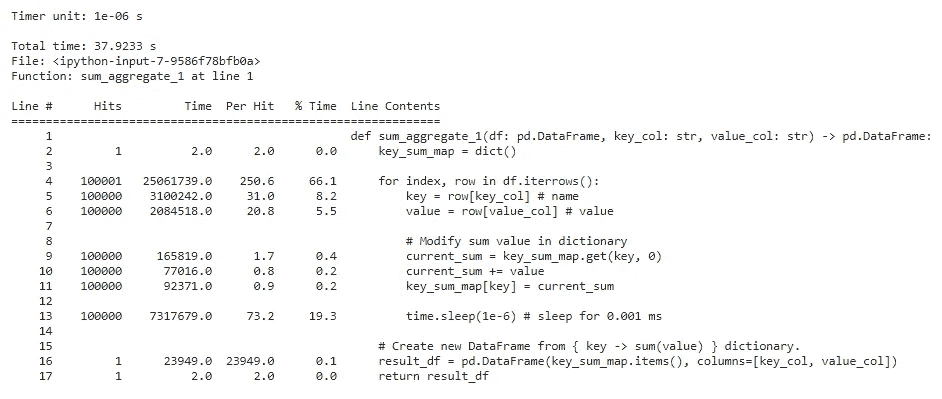 Timer unit: 1e-06 s
Total time: 37.9233 s
File: <ipython-input-7-9586f78bfb0a>
Function: sum_aggregate_1 at line 1
Line # Hits Time Per Hit % Time Line Contents
==============================================================
1 def sum_aggregate_1(df: pd.DataFrame, key_col: str, value_col: str) -> pd.DataFrame:
2 1 2.0 2.0 0.0 key_sum_map = dict()
3
4 100001 25061739.0 250.6 66.1 for index, row in df.iterrows():
5 100000 3100242.0 31.0 8.2 key = row[key_col] # name
6 100000 2084518.0 20.8 5.5 value = row[value_col] # value
7
8 # Modify sum value in dictionary
9 100000 165819.0 1.7 0.4 current_sum = key_sum_map.get(key, 0)
10 100000 77016.0 0.8 0.2 current_sum += value
11 100000 92371.0 0.9 0.2 key_sum_map[key] = current_sum
12
13 100000 7317679.0 73.2 19.3 time.sleep(1e-6) # sleep for 0.001 ms
14
15 # Create new DataFrame from { key -> sum(value) } dictionary.
16 1 23949.0 23949.0 0.1 result_df = pd.DataFrame(key_sum_map.items(), columns=[key_col, value_col])
17 1 2.0 2.0 0.0 return result_df